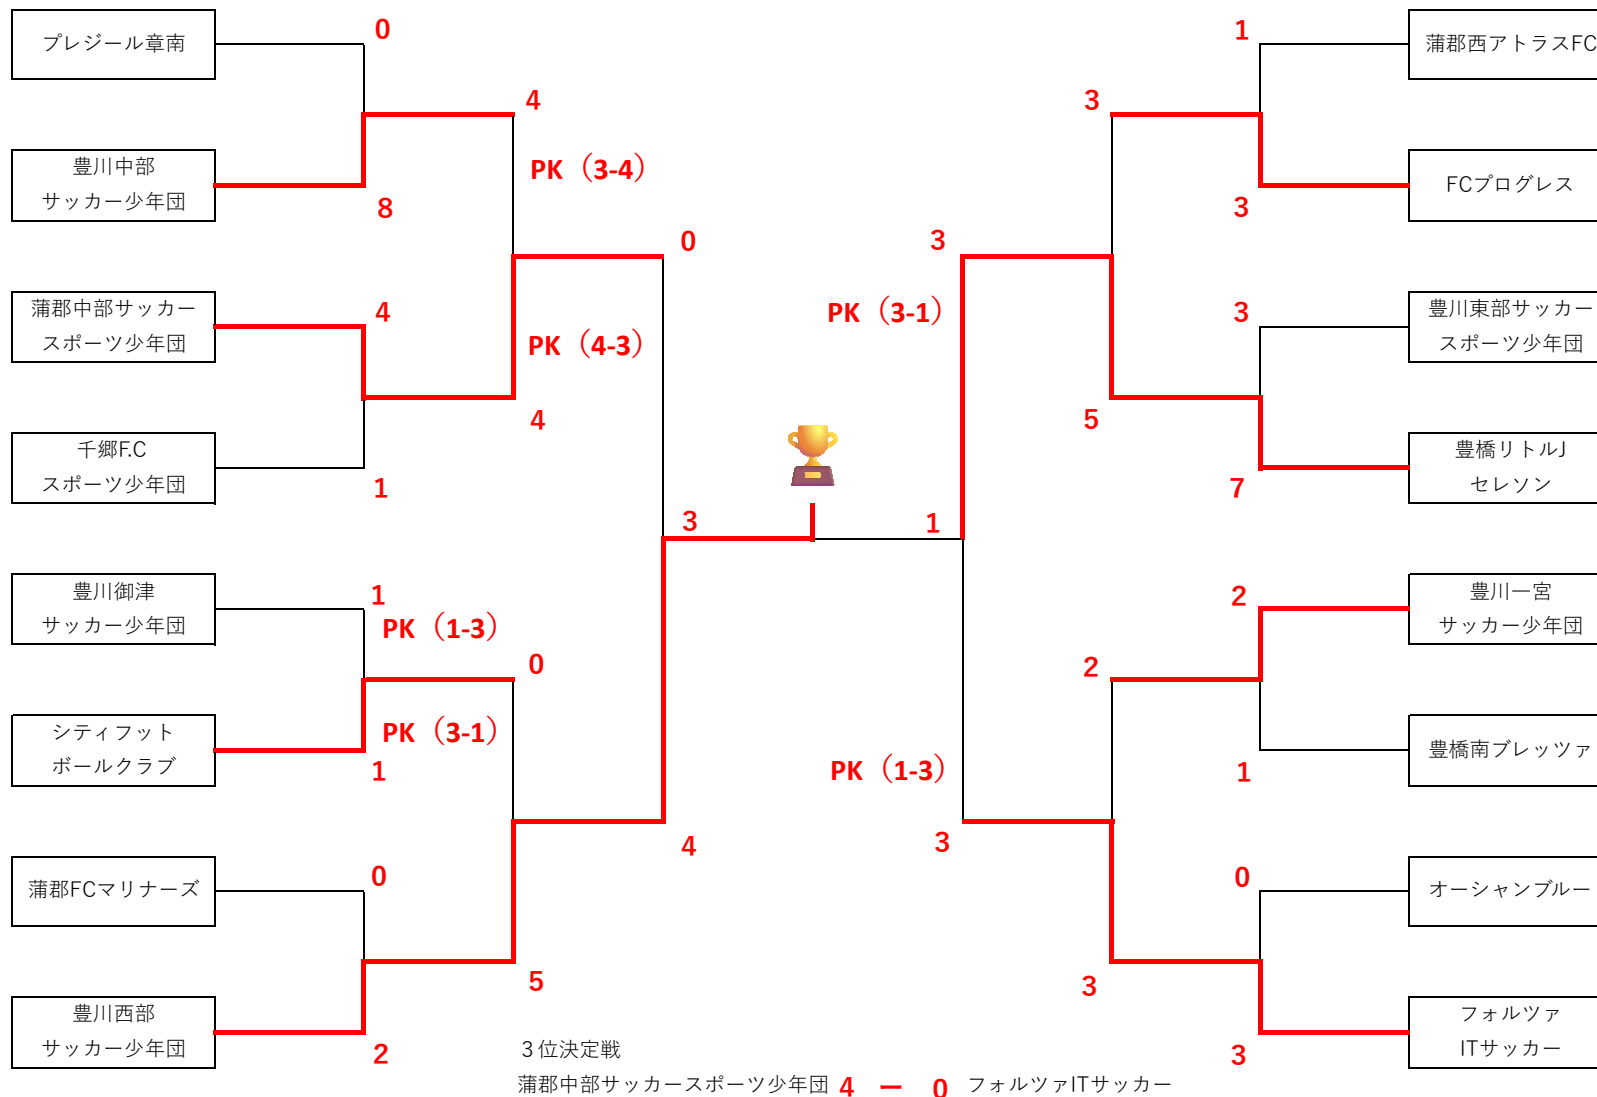 プレジール章南
0
4
豊川中部
サッカー少年団
8
PK（3-4）
0
蒲郡中部サッカー
スポーツ少年団
4
PK（4-3）
4
千郷F.C
スポーツ少年団
1
3
豊川御津
サッカー少年団
1
PK（1-3）
0
シティフット
ボールクラブ
1
PK（3-1）
4
蒲郡FCマリナーズ
0
5
豊川西部
サッカー少年団
2
1
蒲郡西アトラスFC
3
FCプログレス
3
3
PK（3-1）
3
豊川東部サッカー
スポーツ少年団
5
豊橋リトルJ
セレソン
7
1
2
豊川一宮
サッカー少年団
2
豊橋南ブレッツァ
1
PK（1-3）
3
0
オーシャンブルー
3
フォルツァ
ITサッカー
3
３位決定戦
蒲郡中部サッカースポーツ少年団 4 ー 0 フォルツァITサッカー